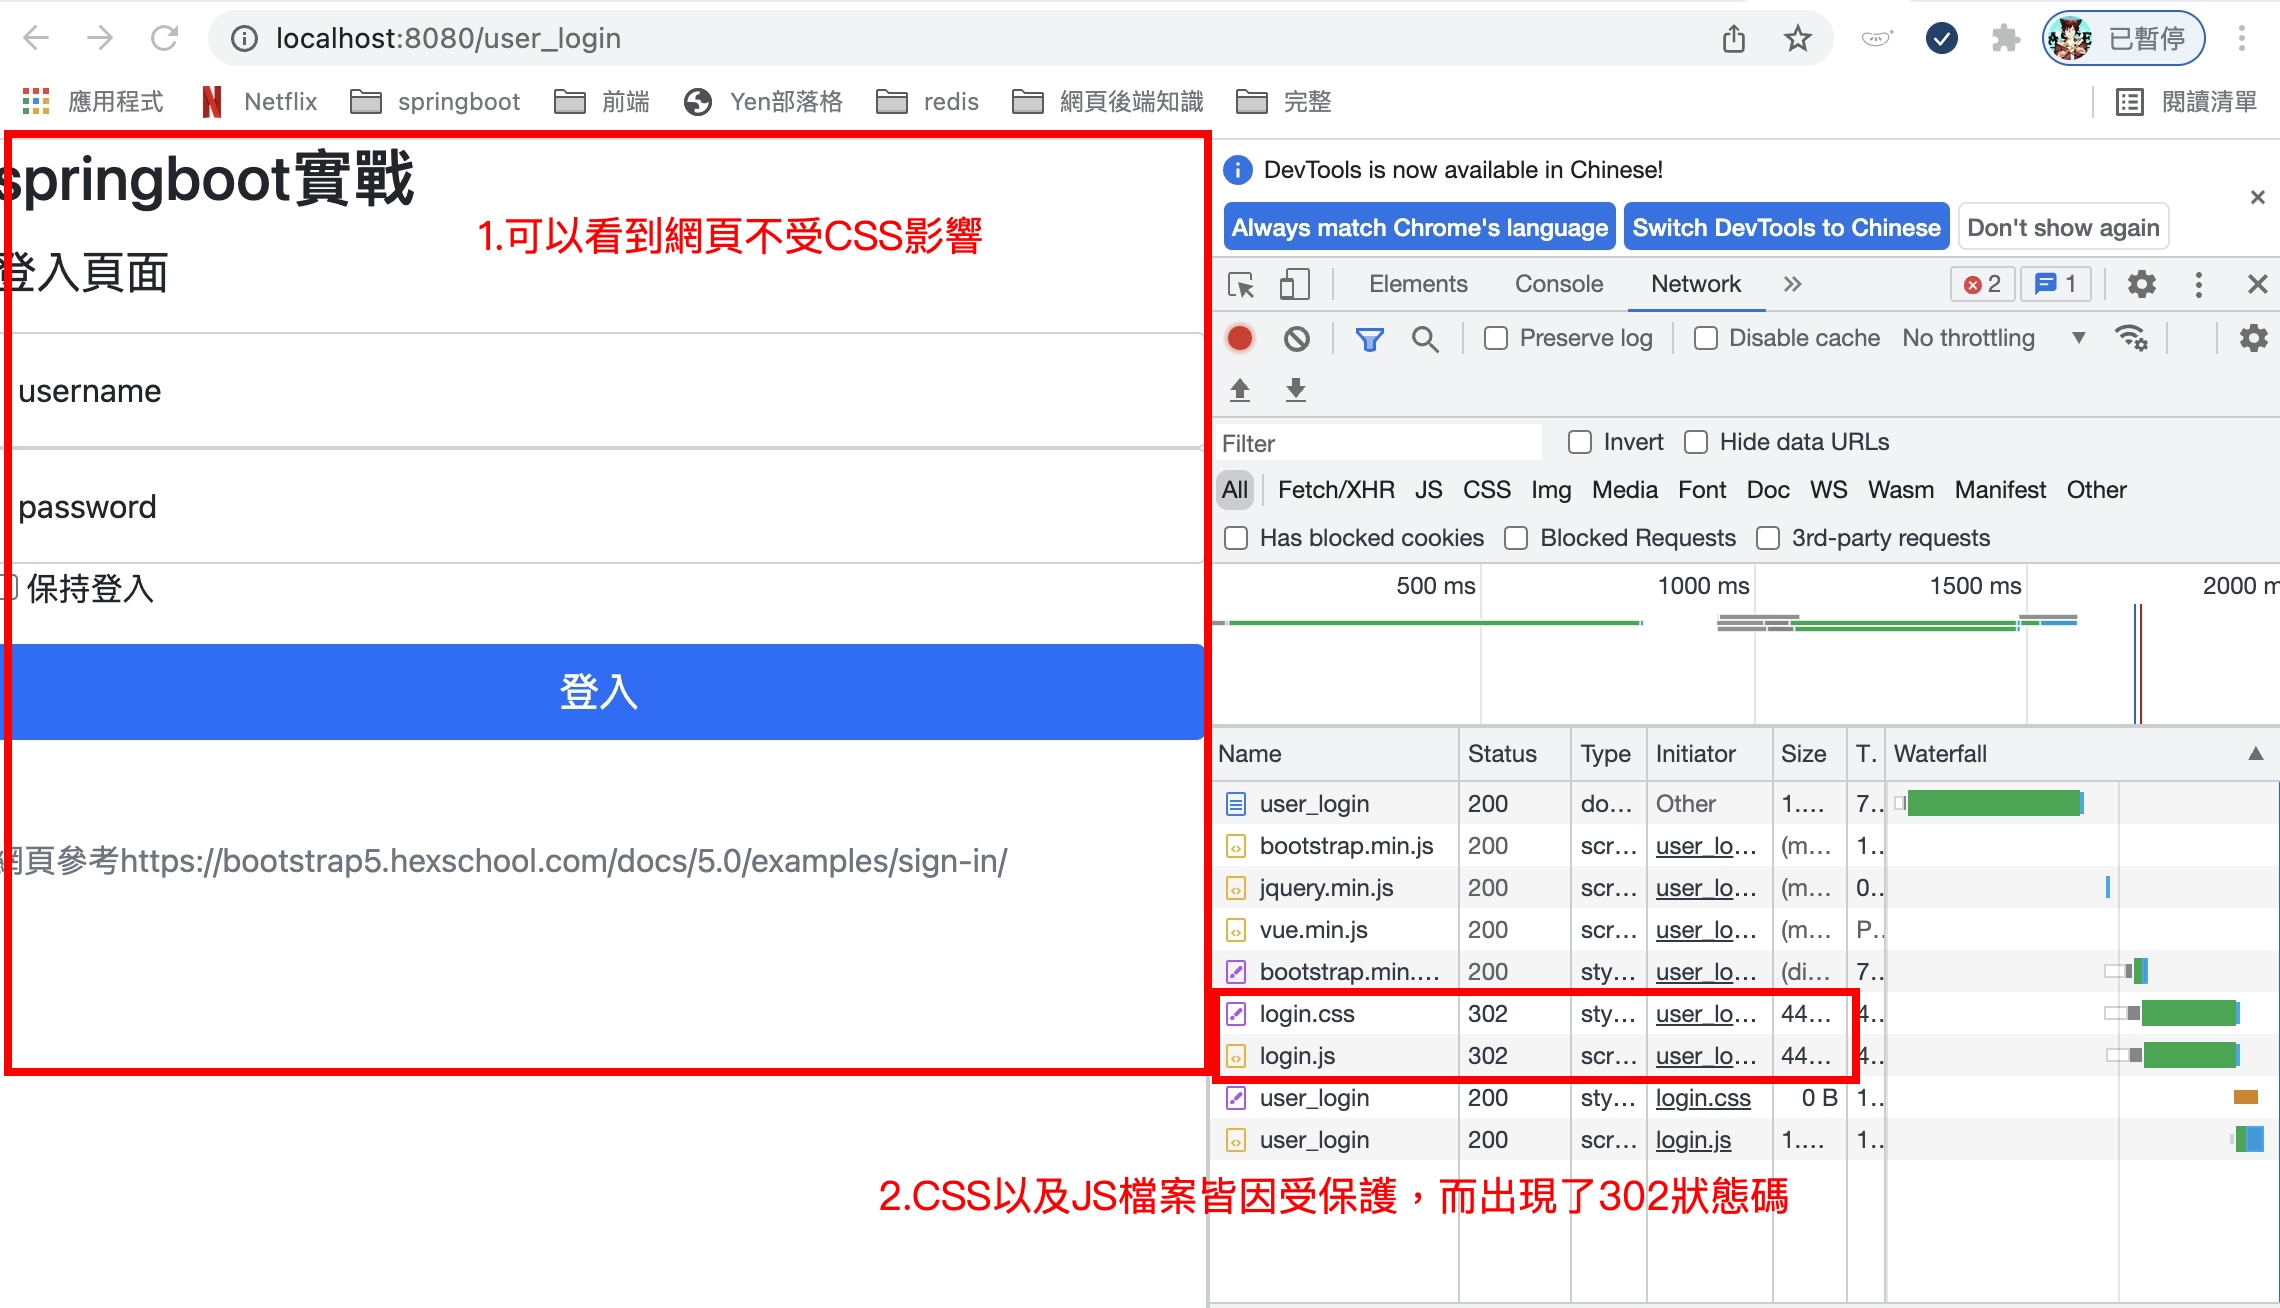 localhost:8080/user_login
已暫停
應用程式 Netflix springboot 前端 Yen部落格 redis 網頁後端知識 完整 閱讀清單
springboot實戰
1.可以看到網頁不受CSS影響
登入頁面
username
password
保持登入
登入
網頁參考https://bootstrap5.hexschool.com/docs/5.0/examples/sign-in/
DevTools is now available in Chinese!
Always match Chrome's language Switch DevTools to Chinese Don't show again
Elements Console Network 2 1
Preserve log Disable cache No throttling
Filter Invert Hide data URLs
All Fetch/XHR JS CSS Img Media Font Doc WS Wasm Manifest Other
Has blocked cookies Blocked Requests 3rd-party requests
500 ms 1000 ms 1500 ms 2000 m
Name Status Type Initiator Size T. Waterfall
user_login 200 do... Other 1.... 7..
bootstrap.min.js 200 scr... user_lo... (m... 1..
jquery.min.js 200 scr... user_lo... (m... 0..
vue.min.js 200 scr... user_lo... (m... P..
bootstrap.min.... 200 sty... user_lo... (di... 7..
login.css 302 sty... user_lo... 44... 4..
login.js 302 scr... user_lo... 44... 4..
user_login 200 sty... login.css 0 B 1..
user_login 200 scr... login.js 1.... 1..
2.CSS以及JS檔案皆因受保護，而出現了302狀態碼